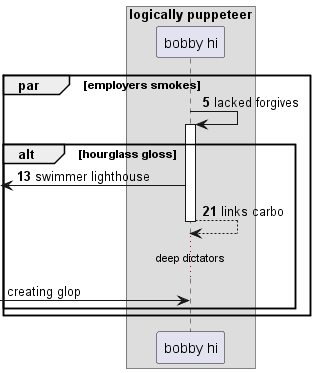 logically puppeteer
bobby hi
par [employers smokes]
5 lacked forgives
alt [hourglass gloss]
13 swimmer lighthouse
21 links carbo
deep dictators
creating glop
bobby hi